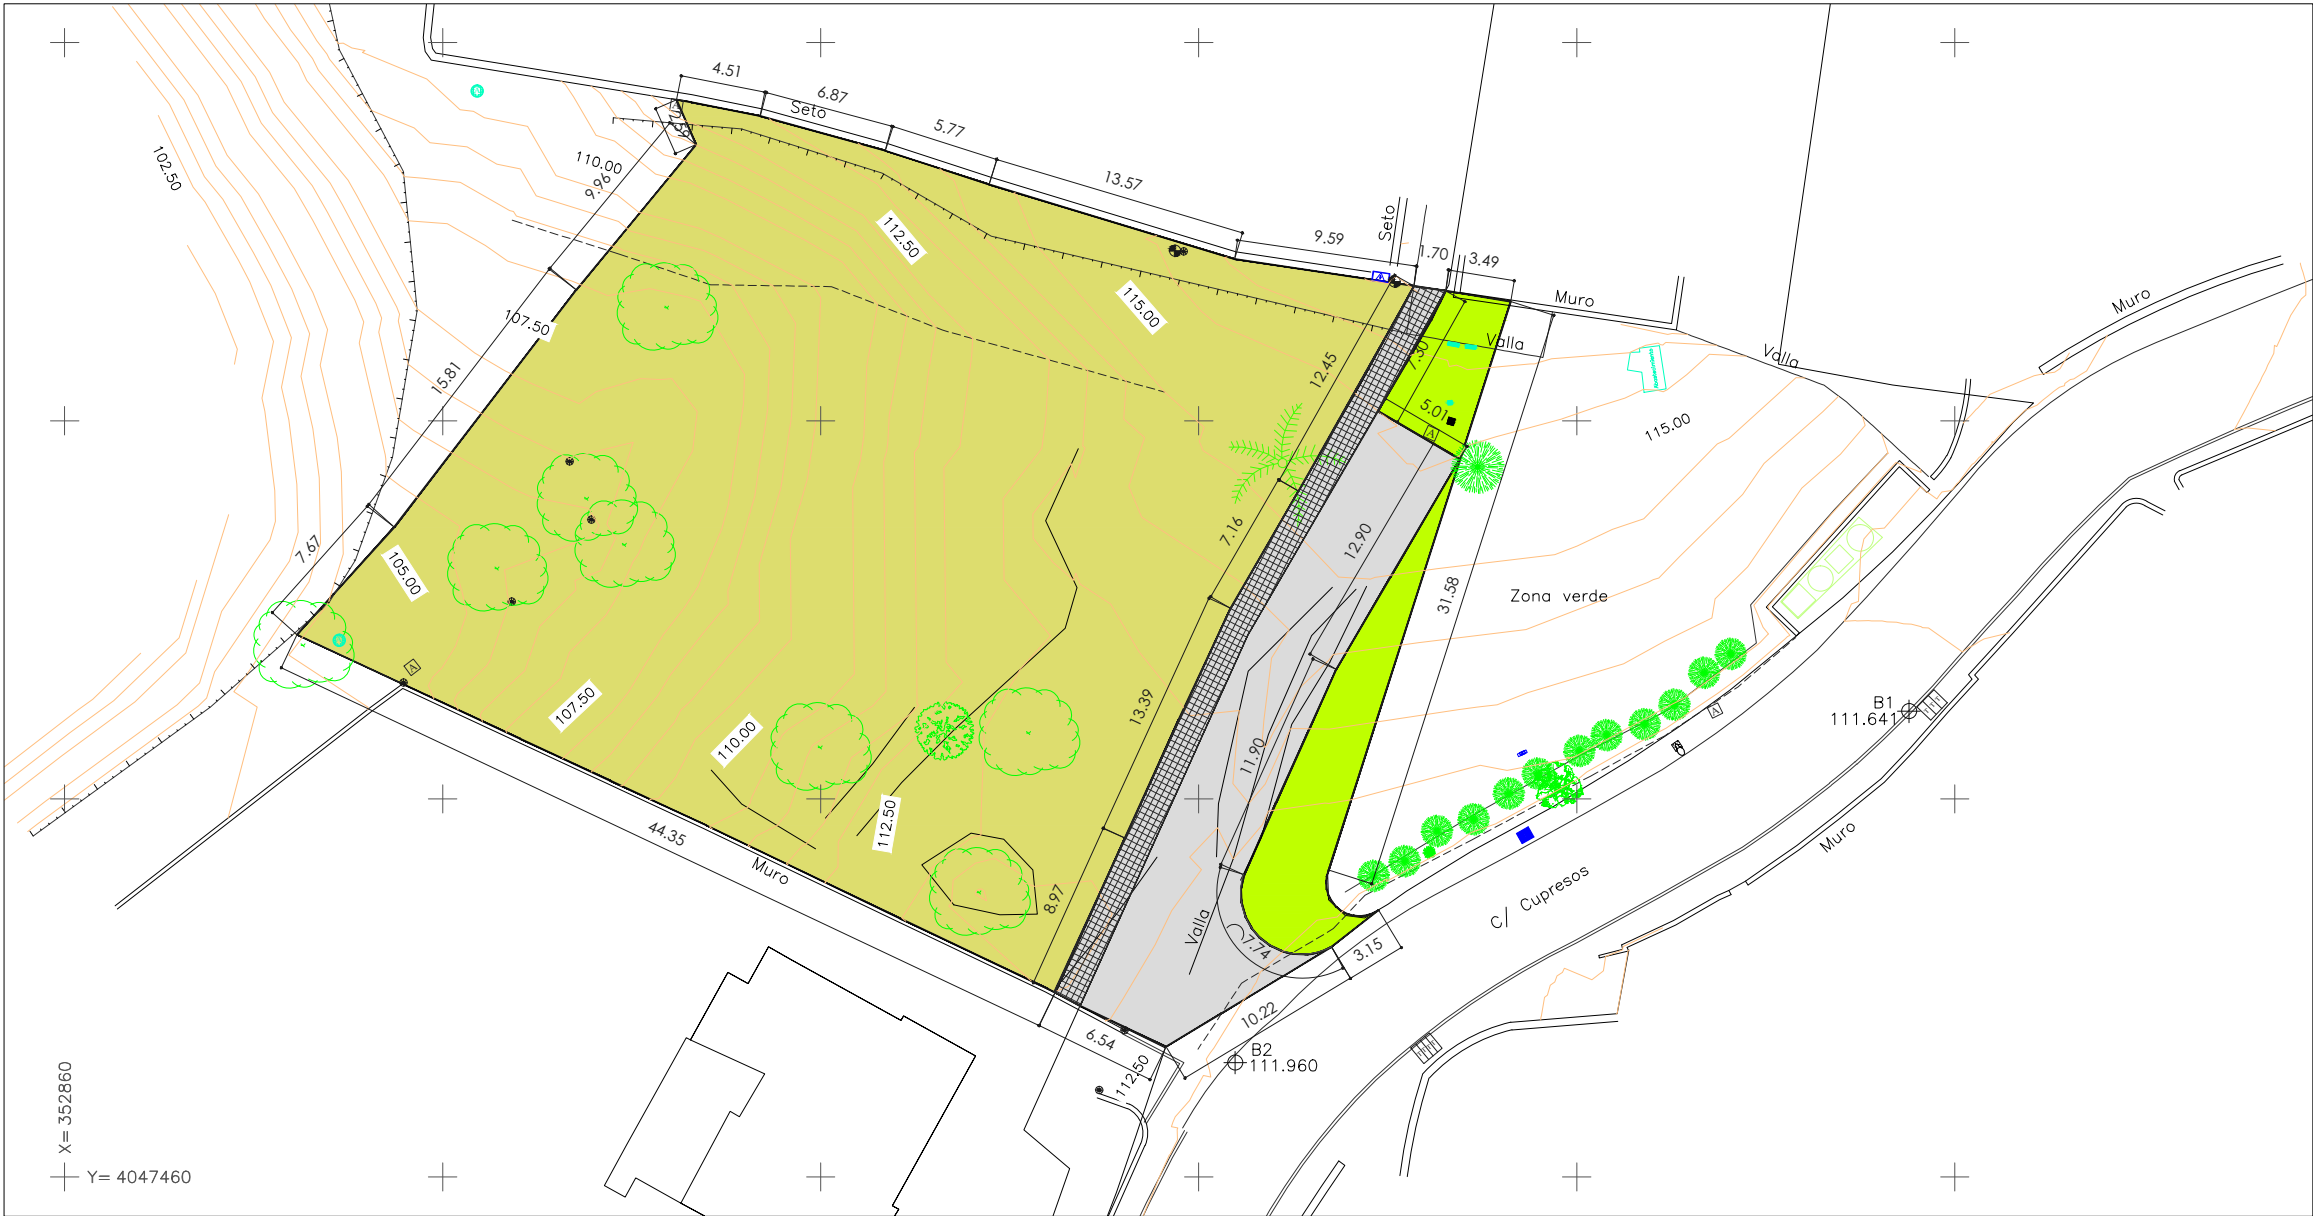 4.51
6.87
Seto
5.77
2.59
102.50
110.00
9.96
13.57
112.50
Seto
9.59
1.70
3.49
Muro
Muro
115.00
107.50
Valla
Valla
7.30
12.45
15.81
5.01
A
115.00
7.16
12.90
7.67
105.00
31.58
Zona verde
A
107.50
13.39
110.00
11.90
B1
111.641
A
112.50
44.35
Muro
Muro
8.97
Valla
7.74
3.15
C/ Cupresos
10.22
6.54
B2
111.960
112.50
X= 352860
Y= 4047460